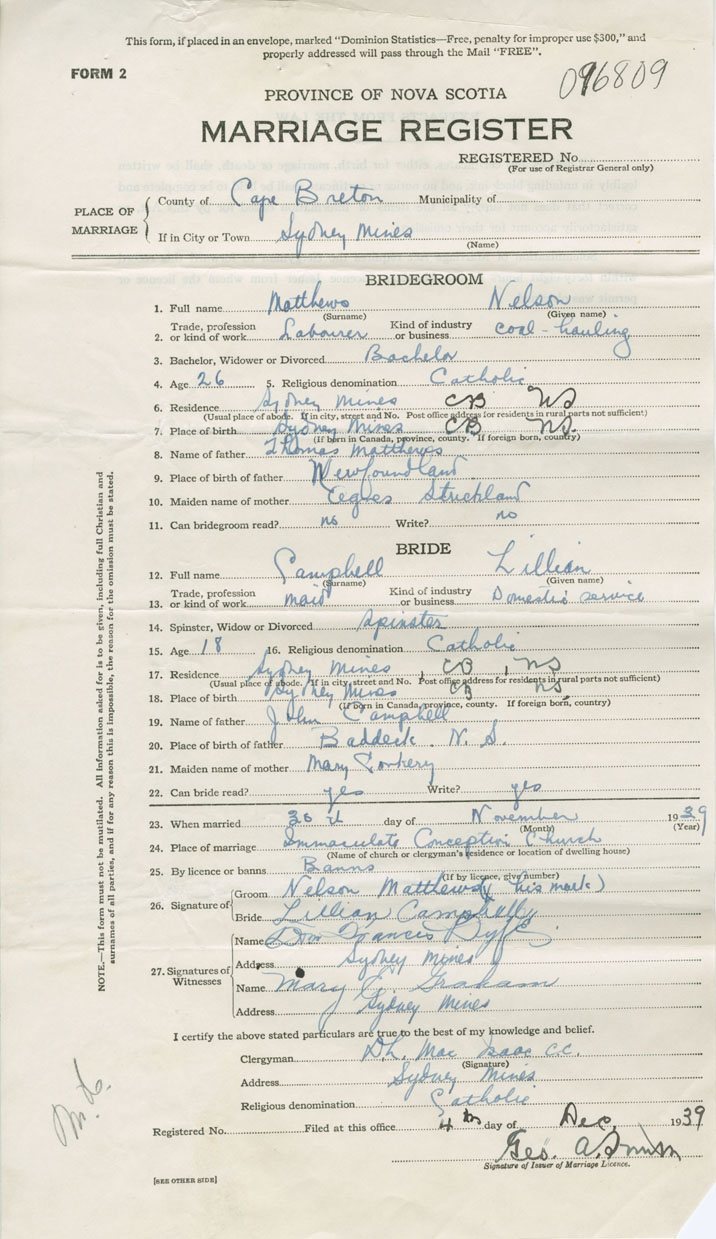 This form, if placed in an envelope, marked "Dominion Statistics—Free, penalty for improper use $300," and
properly addressed will pass through the Mail "FREE".
FORM 2
096809
PROVINCE OF NOVA SCOTIA
MARRIAGE REGISTER
REGISTERED No.
(For use of Registrar General only)
PLACE OF MARRIAGE
County of Cape Breton Municipality of
If in City or Town Sydney Mines
(Name)
BRIDEGROOM
1. Full name Matthews Nelson
(Surname) (Given name)
2. Trade, profession or kind of work Labourer Kind of industry or business coal-hauling
3. Bachelor, Widower or Divorced Bachelor
4. Age 26 5. Religious denomination Catholic
6. Residence Sydney Mines CB NS
(Usual place of abode. If in city, street and No. Post office address for residents in rural parts not sufficient)
7. Place of birth Sydney Mines CB NS.
(If born in Canada, province, county. If foreign born, country)
8. Name of father Thomas Matthews
9. Place of birth of father Newfoundland
10. Maiden name of mother Strickland
11. Can bridegroom read? no Write? no
BRIDE
12. Full name Campbell Lillian
(Surname) (Given name)
13. Trade, profession or kind of work maid Kind of industry or business Domestic service
14. Spinster, Widow or Divorced Spinster
15. Age 18 16. Religious denomination Catholic
17. Residence Sydney Mines, CB, NS
(Usual place of abode. If in city, street and No. Post office address for residents in rural parts not sufficient)
18. Place of birth Sydney Mines CB NS.
(If born in Canada, province, county. If foreign born, country)
19. Name of father John Campbell
20. Place of birth of father Baddeck. N. S.
21. Maiden name of mother Mary
22. Can bride read? yes Write? yes
23. When married 30th day of November 1939
(Month) (Year)
24. Place of marriage Immaculate Conception Church
(Name of church or clergyman's residence or location of dwelling house)
25. By licence or banns Banns
(If by licence, give number)
26. Signature of
Groom Nelson Matthews (his mark)
Bride Lillian Campbell
27. Signatures of Witnesses
Name Francis
Address Sydney Mines
Name Mary E. Graham
Address Sydney Mines
I certify the above stated particulars are true to the best of my knowledge and belief.
Clergyman D.L. Mac Isaac C.C.
(Signature)
Address Sydney Mines
Religious denomination Catholic
Registered No. Filed at this office 4th day of Dec. 1939
Geo. A.
Signature of Issuer of Marriage Licence.
[SEE OTHER SIDE]
NOTE.—This form must not be mutilated. All information asked for is to be given, including full Christian and
surnames of all parties, and if for any reason this is impossible, the reason for the omission must be stated.